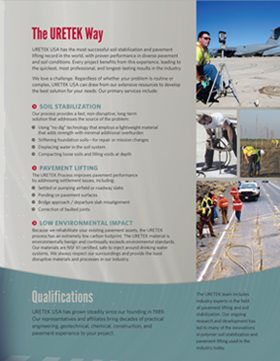 The URETEK Way
URETEK USA has the most successful soil stabilization and pavement
lifting record in the world, with proven performance in diverse pavement
and soil conditions. Every project benefits from this experience, leading to
the quickest, most professional, and longest-lasting results in the industry.
We love a challenge. Regardless of whether your problem is routine or
complex, URETEK USA can draw from our extensive resources to develop
the best solution for your needs. Our primary services include:
SOIL STABILIZATION
Our process provides a fast, non-disruptive, long-term
solution that addresses the source of the problem:
Using "no dig" technology that employs a lightweight material
that adds strength with minimal additional overburden
Stiffening foundation soils—for repair or mission changes
Displacing water in the soil system
Compacting loose soils and filling voids at depth
PAVEMENT LIFTING
The URETEK Process improves pavement performance
by addressing settlement issues, including:
Settled or pumping airfield or roadway slabs
Ponding on pavement surfaces
Bridge approach / departure slab misalignment
Correction of faulted joints
LOW ENVIRONMENTAL IMPACT
Because we rehabilitate your existing pavement assets, the URETEK
process has an extremely low carbon footprint. The URETEK material is
environmentally benign and continually exceeds environmental standards.
Our materials are NSF 61 certified, safe to inject around drinking water
systems. We always respect our surroundings and provide the least
disruptive materials and processes in our industry.
Qualifications
URETEK USA has grown steadily since our founding in 1989.
Our representatives and affiliates bring decades of practical
engineering, geotechnical, chemical, construction, and
pavement experience to your project.
The URETEK team includes
industry experts in the field
of pavement lifting and soil
stabilization. Our ongoing
research and development has
led to many of the innovations
in polymer soil stabilization and
pavement lifting used in the
industry today.